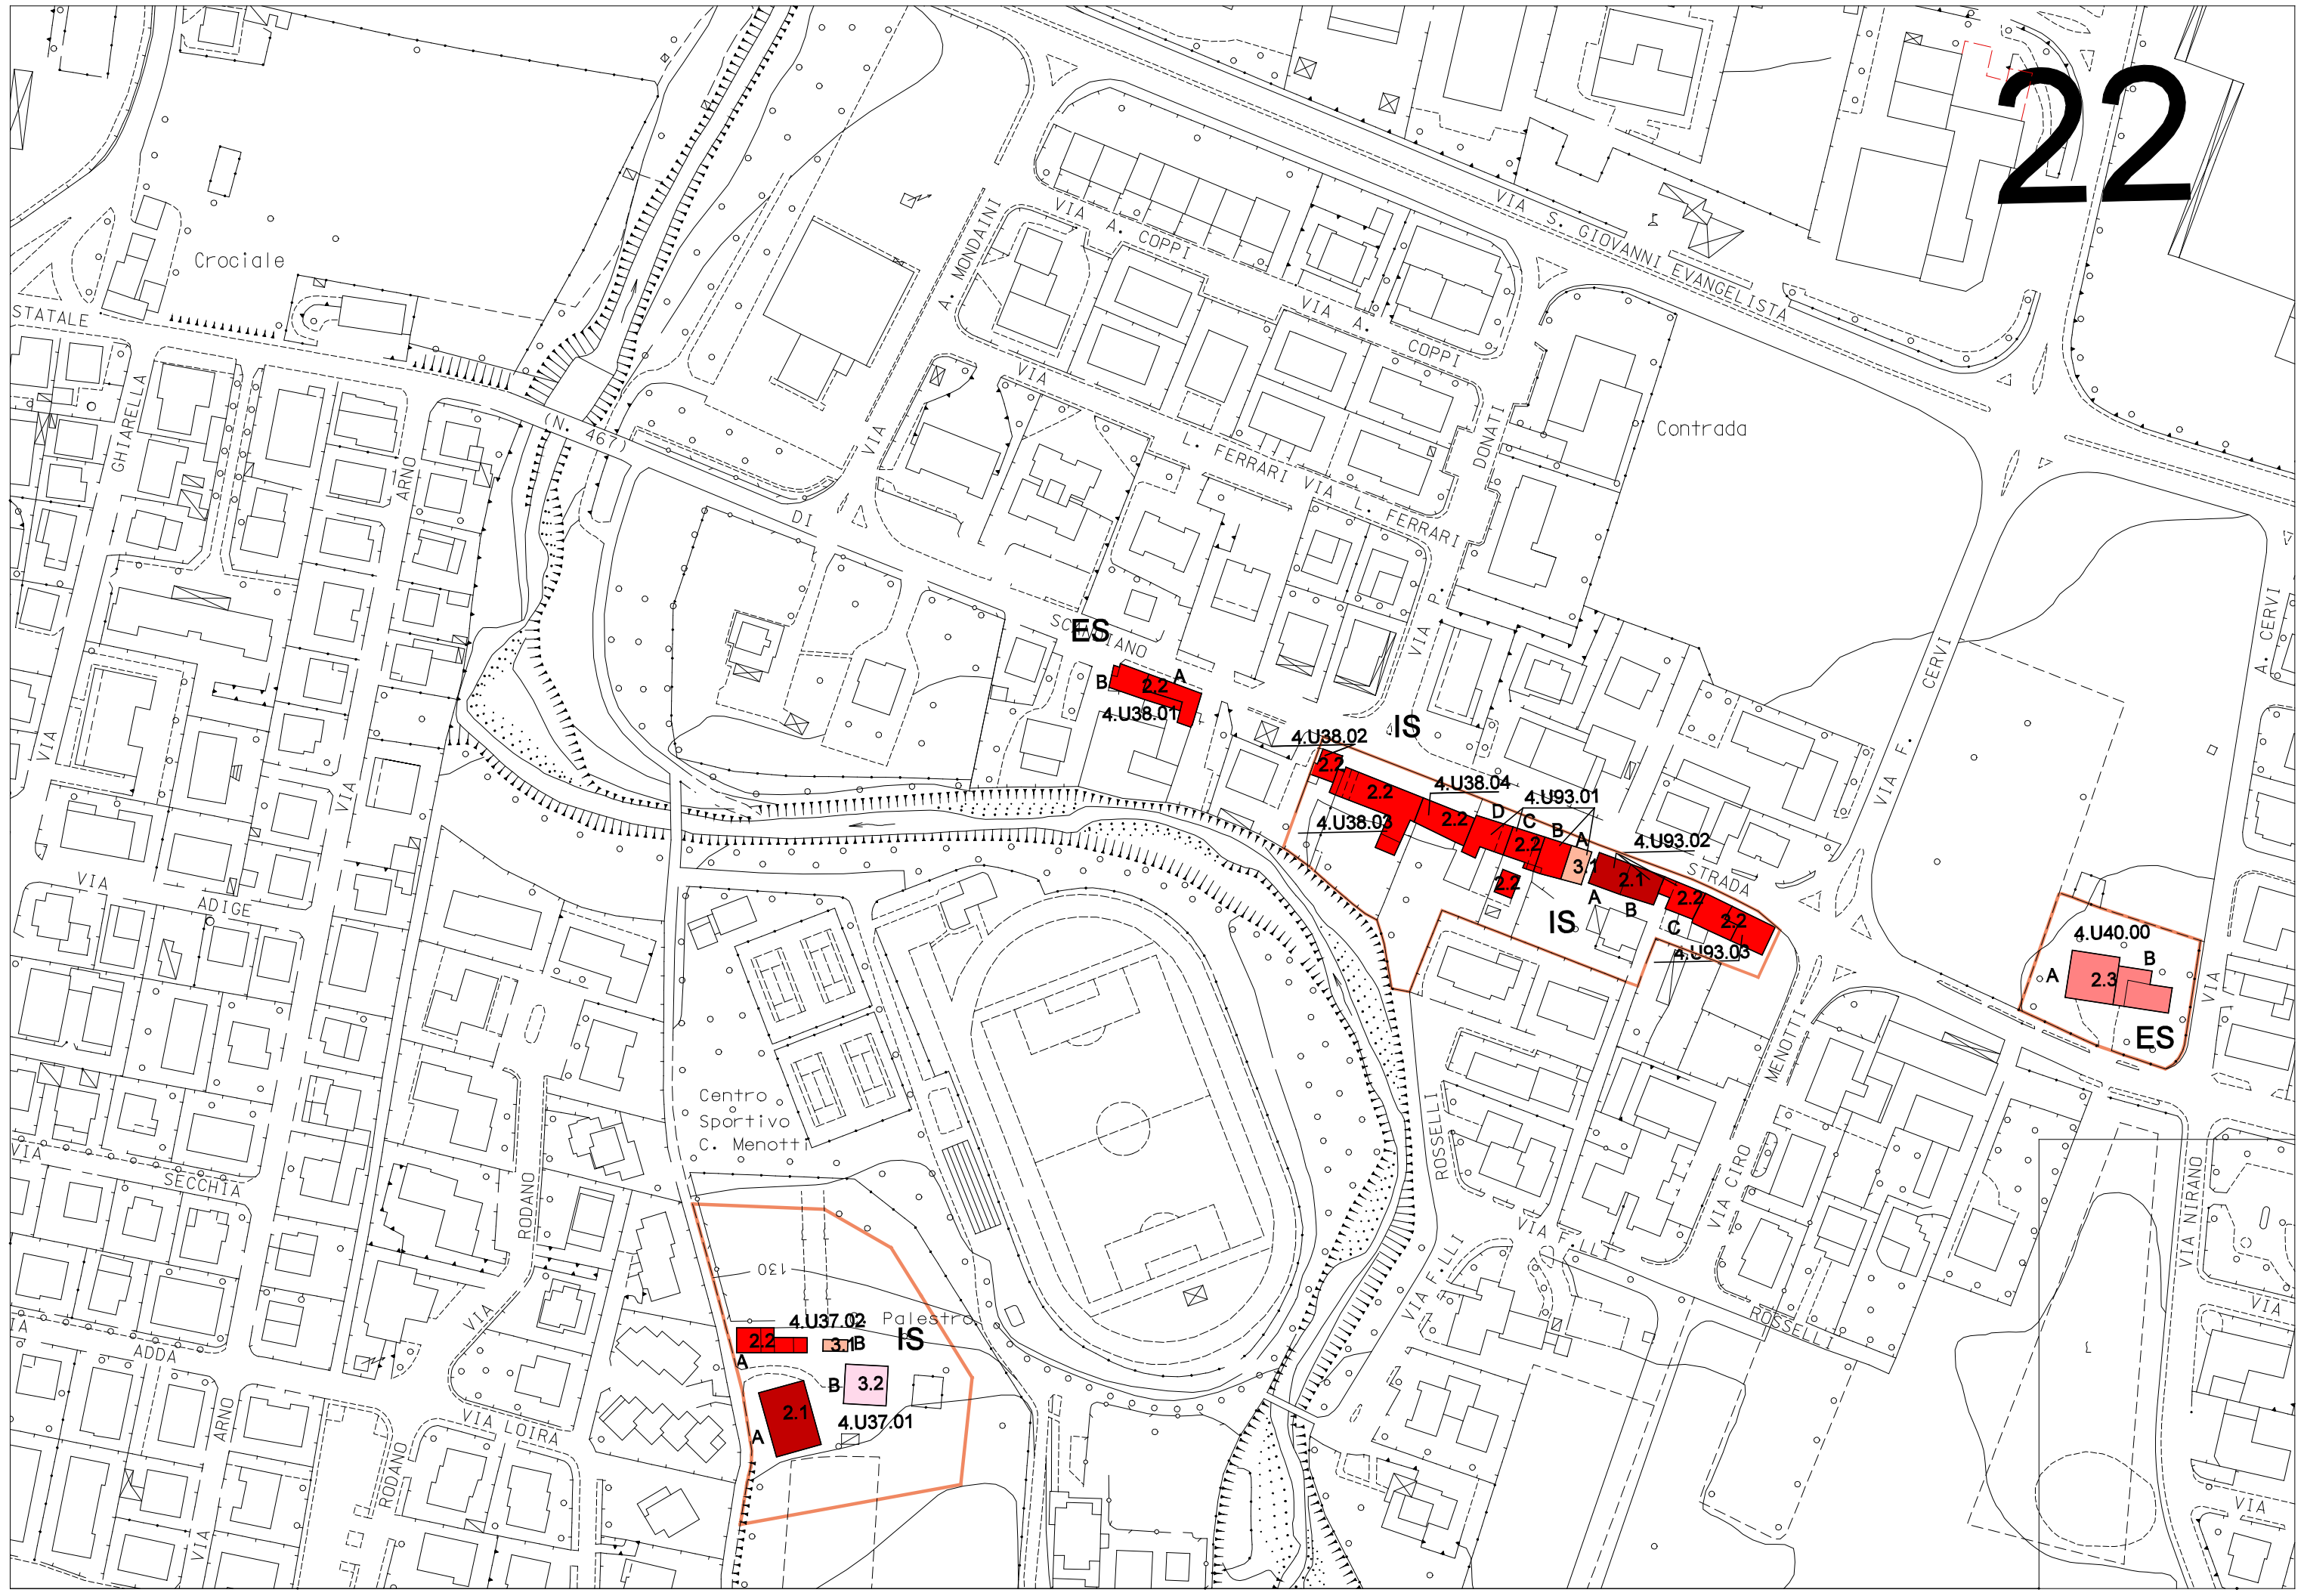 22
Crociale
STATALE
(N. 467)
DI
SCANDIANO
STRADA
VIA
A. MONDAINI
VIA A. COPPI
VIA A.
COPPI
VIA S. GIOVANNI EVANGELISTA
VIA
L. FERRARI
VIA L. FERRARI
DONATI
VIA P.
Contrada
VIA
GHIARELLA
VIA
ARNO
VIA F.
CERVI
A. CERVI
VIA
ES
B
2.2
A
4.U38.01
IS
4.U38.02
2.2
2.2
4.U38.04
4.U38.03
2.2
D
4.U93.01
C
B
A
2.2
3.1
4.U93.02
2.2
2.1
A
B
2.2
C
2.2
IS
4.U93.03
4.U40.00
A
2.3
B
ES
VIA
ADIGE
Centro
Sportivo
C. Menotti
MENOTTI
VIA CIRO
ROSSELLI
VIA F.LLI
VIA F.LLI
ROSSELLI
VIA NIRANO
VIA
VIA
VIA
SECCHIA
RODANO
VIA
130
4.U37.02
Palestra
2.2
3.1
B
IS
A
B
3.2
2.1
4.U37.01
A
IA
ADDA
ARNO
VIA
VIA LOIRA
RODANO